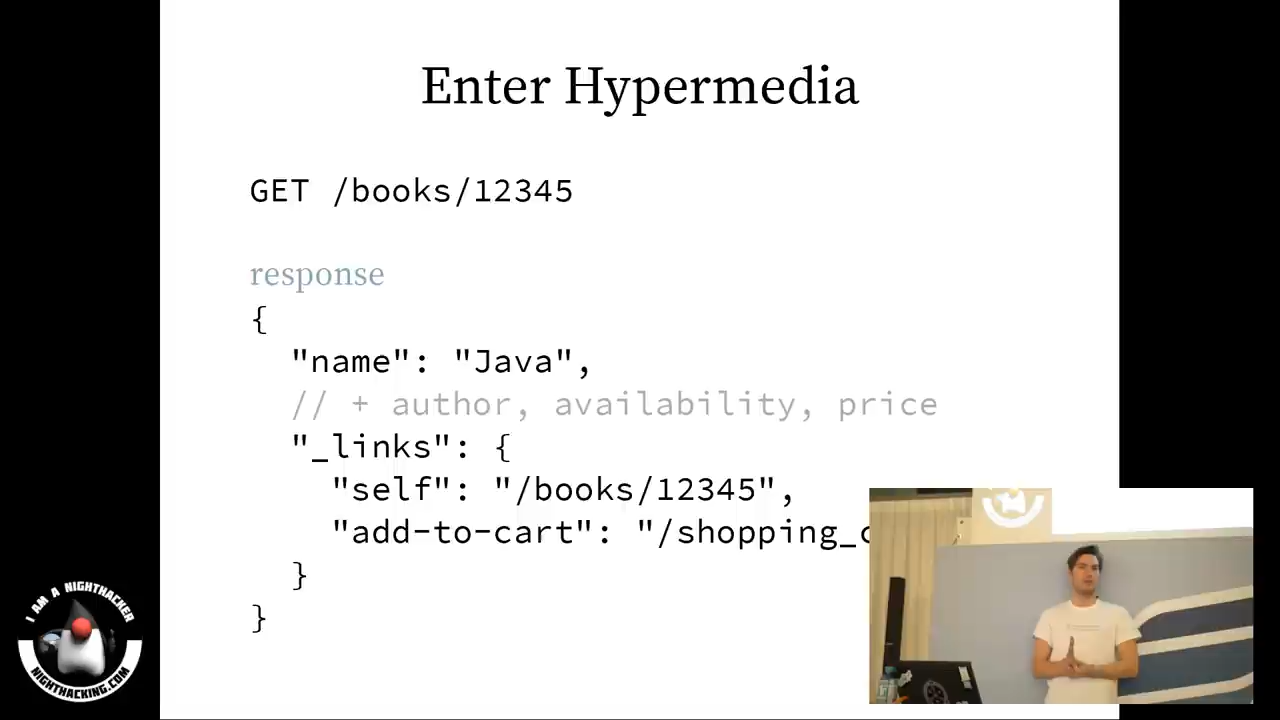 Enter Hypermedia
GET /books/12345
response
{
"name": "Java",
// + author, availability, price
"_links": {
"self": "/books/12345",
"add-to-cart":
}
}
I AM A NIGHTHACKER
NIGHTHACKING.COM